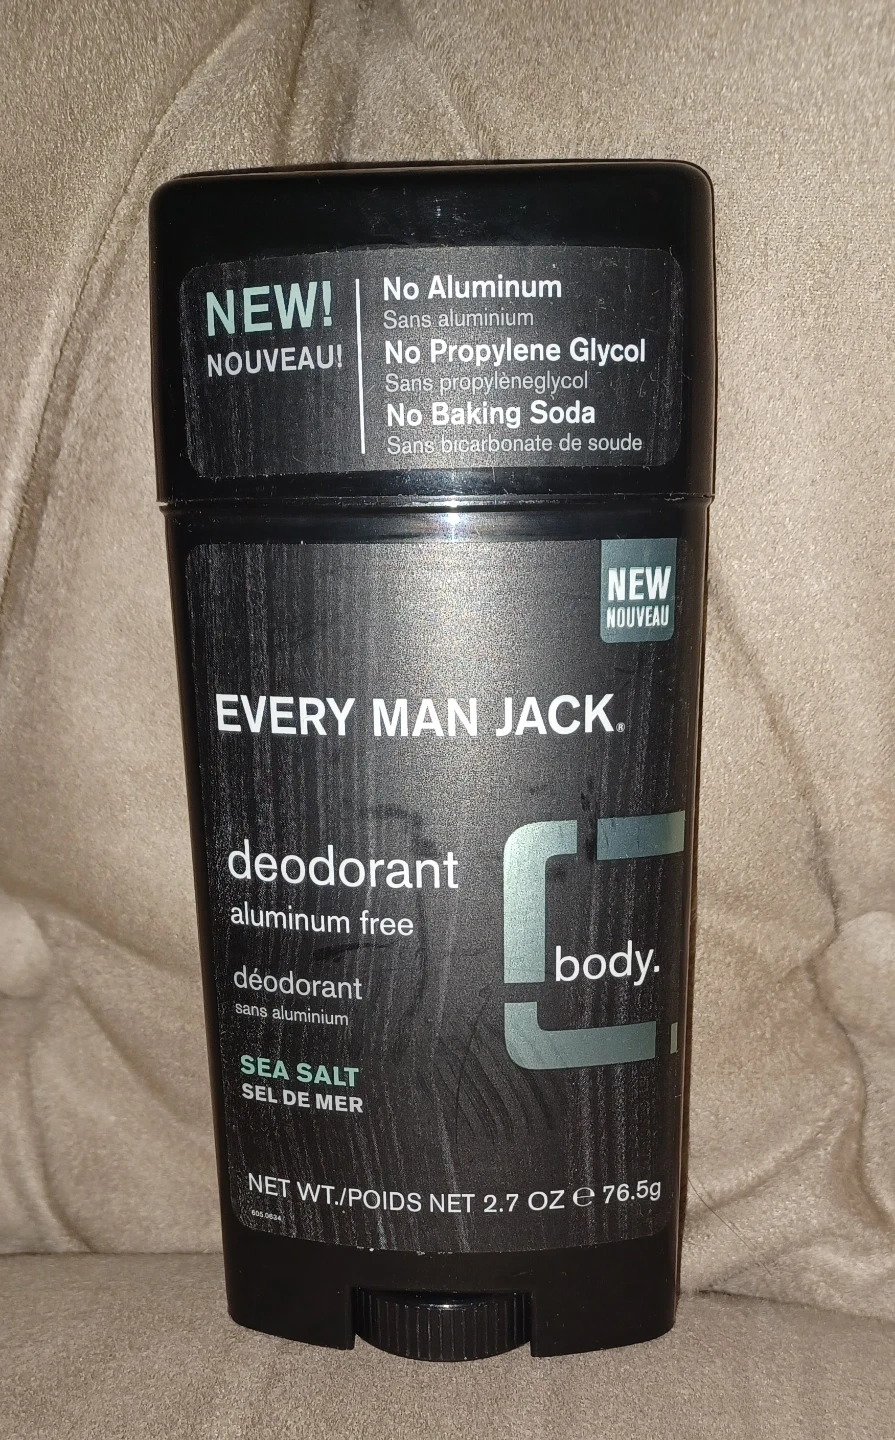 NEW!
NOUVEAU!
No Aluminum
Sans aluminium
No Propylene Glycol
Sans propylèneglycol
No Baking Soda
Sans bicarbonate de soude
NEW
NOUVEAU
EVERY MAN JACK®
deodorant
aluminum free
body.
déodorant
sans aluminium
SEA SALT
SEL DE MER
NET WT./POIDS NET 2.7 OZ ℮ 76.5g
605.0634